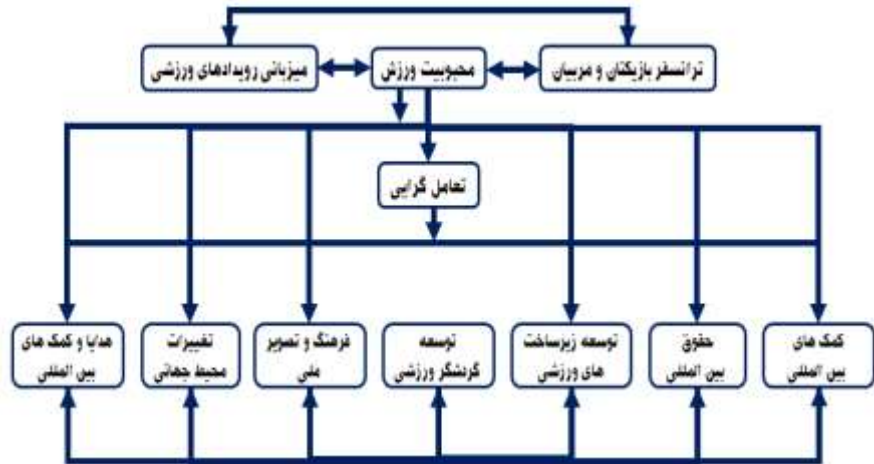 ترانسفر بازیکنان و مربیان
محبوبیت ورزش
میزبانی رویدادهای ورزشی
تعامل گرایی
کمک های
بین المللی
حقوق
بین المللی
توسعه زیرساخت
های ورزشی
توسعه
گردشگر ورزشی
فرهنگ و تصویر
ملی
تغییرات
محیط جهانی
هدایا و کمک های
بین المللی